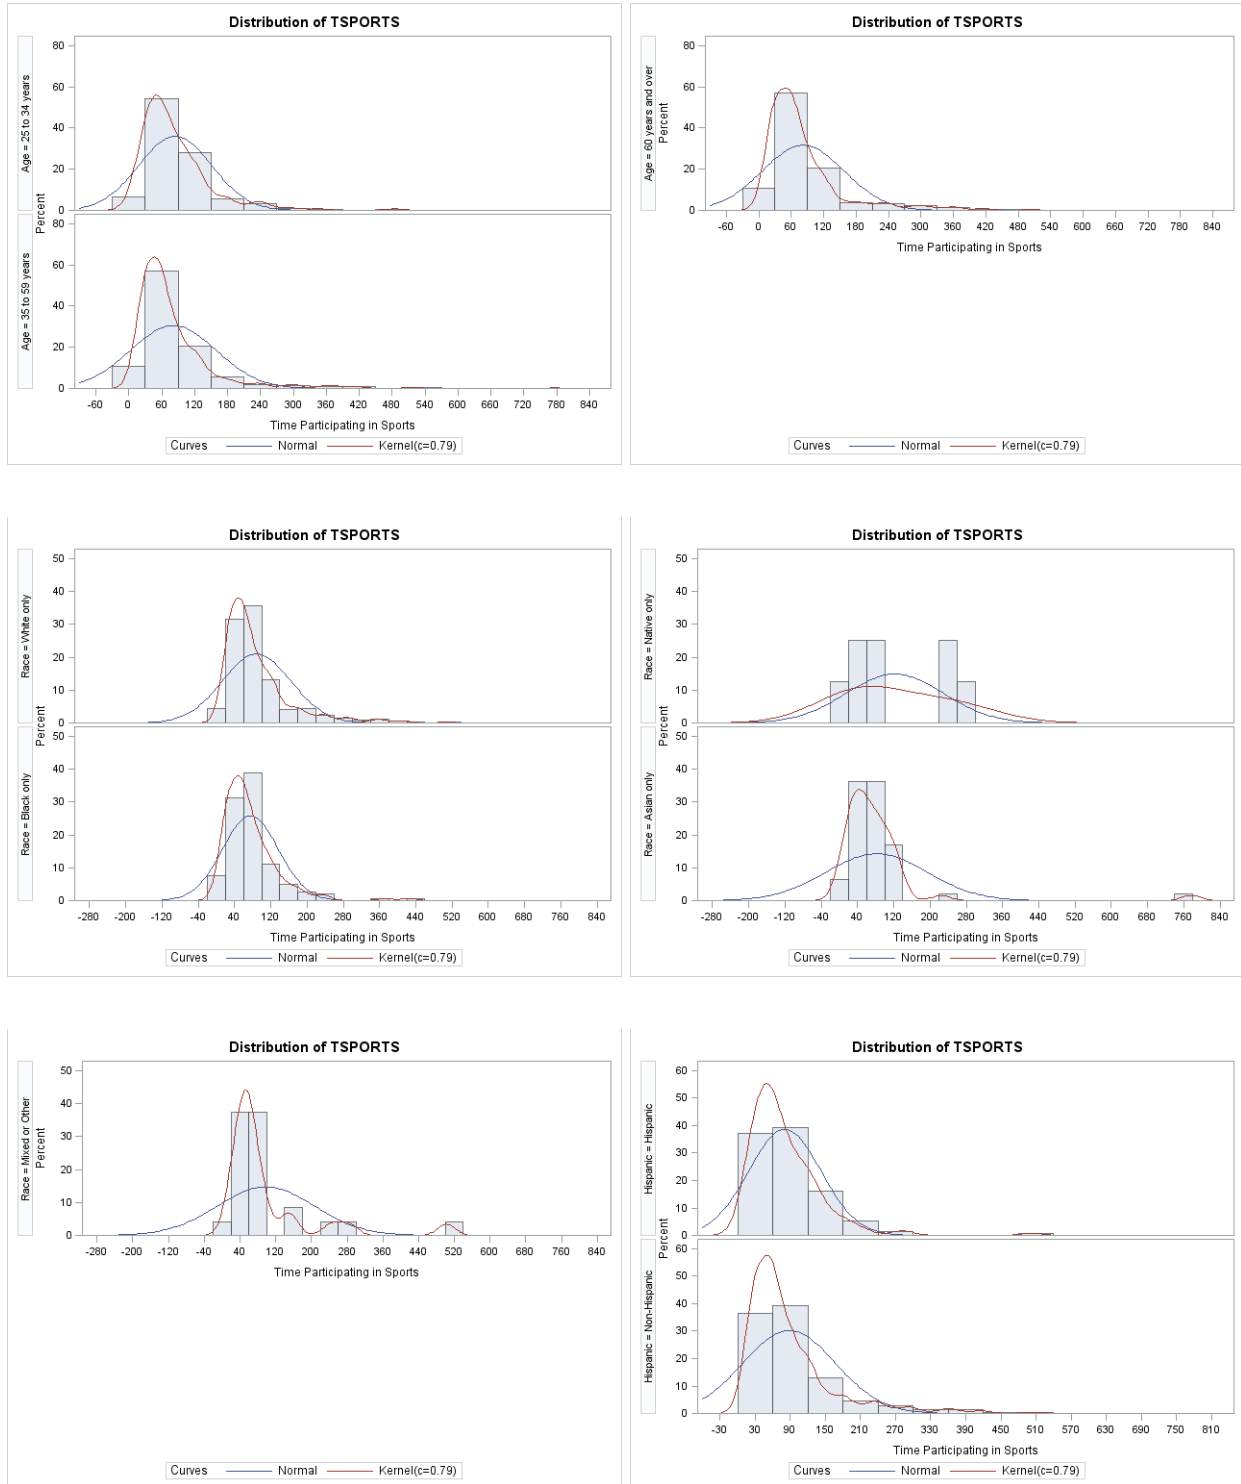 Distribution of TSPORTS
Age = 25 to 34 years
80
60
40
20
0
Percent
Age = 35 to 59 years
80
60
40
20
0
-60 0 60 120 180 240 300 360 420 480 540 600 660 720 780 840
Time Participating in Sports
Curves Normal Kernel(c=0.79)
Distribution of TSPORTS
Age = 60 years and over
Percent
80
60
40
20
0
-60 0 60 120 180 240 300 360 420 480 540 600 660 720 780 840
Time Participating in Sports
Curves Normal Kernel(c=0.79)
Distribution of TSPORTS
Race = White only
50
40
30
20
10
0
Percent
Race = Black only
50
40
30
20
10
0
-280 -200 -120 -40 40 120 200 280 360 440 520 600 680 760 840
Time Participating in Sports
Curves Normal Kernel(c=0.79)
Distribution of TSPORTS
Race = Native only
50
40
30
20
10
0
Percent
Race = Asian only
50
40
30
20
10
0
-280 -200 -120 -40 40 120 200 280 360 440 520 600 680 760 840
Time Participating in Sports
Curves Normal Kernel(c=0.79)
Distribution of TSPORTS
Race = Mixed or Other
Percent
50
40
30
20
10
0
-280 -200 -120 -40 40 120 200 280 360 440 520 600 680 760 840
Time Participating in Sports
Curves Normal Kernel(c=0.79)
Distribution of TSPORTS
Hispanic = Hispanic
60
50
40
30
20
10
0
Percent
Hispanic = Non-Hispanic
60
50
40
30
20
10
0
-30 30 90 150 210 270 330 390 450 510 570 630 690 750 810
Time Participating in Sports
Curves Normal Kernel(c=0.79)